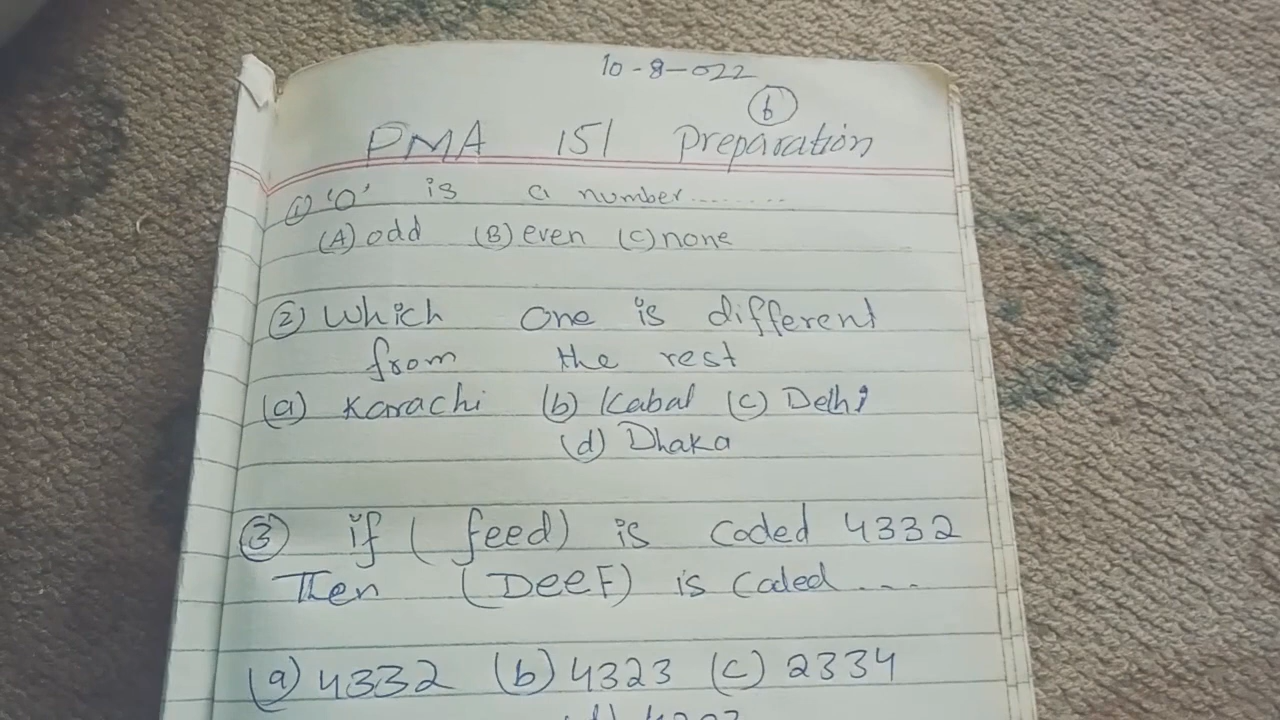 10-8-022
6
PMA 151 Preparation
① '0' is a number........
(A) odd (B) even (C) none
② Which one is different
from the rest
(a) Karachi (b) Kabal (c) Delhi
(d) Dhaka
③ if (feed) is coded 4332
Then (DeeF) is Coded....
(a) 4332 (b) 4323 (c) 2334